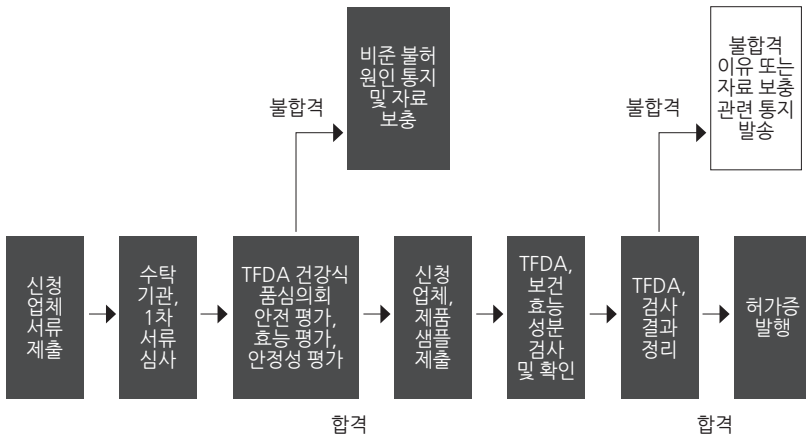 비준 불허
원인 통지
및 자료
보충
불합격
이유 또는
자료 보충
관련 통지
발송
불합격
불합격
신청
업체
서류
제출
수탁
기관,
1차
서류
심사
TFDA 건강식
품심의회
안전 평가,
효능 평가,
안정성 평가
신청
업체,
제품
샘플
제출
TFDA,
보건
효능
성분
검사
및 확인
TFDA,
검사
결과
정리
허가증
발행
합격
합격